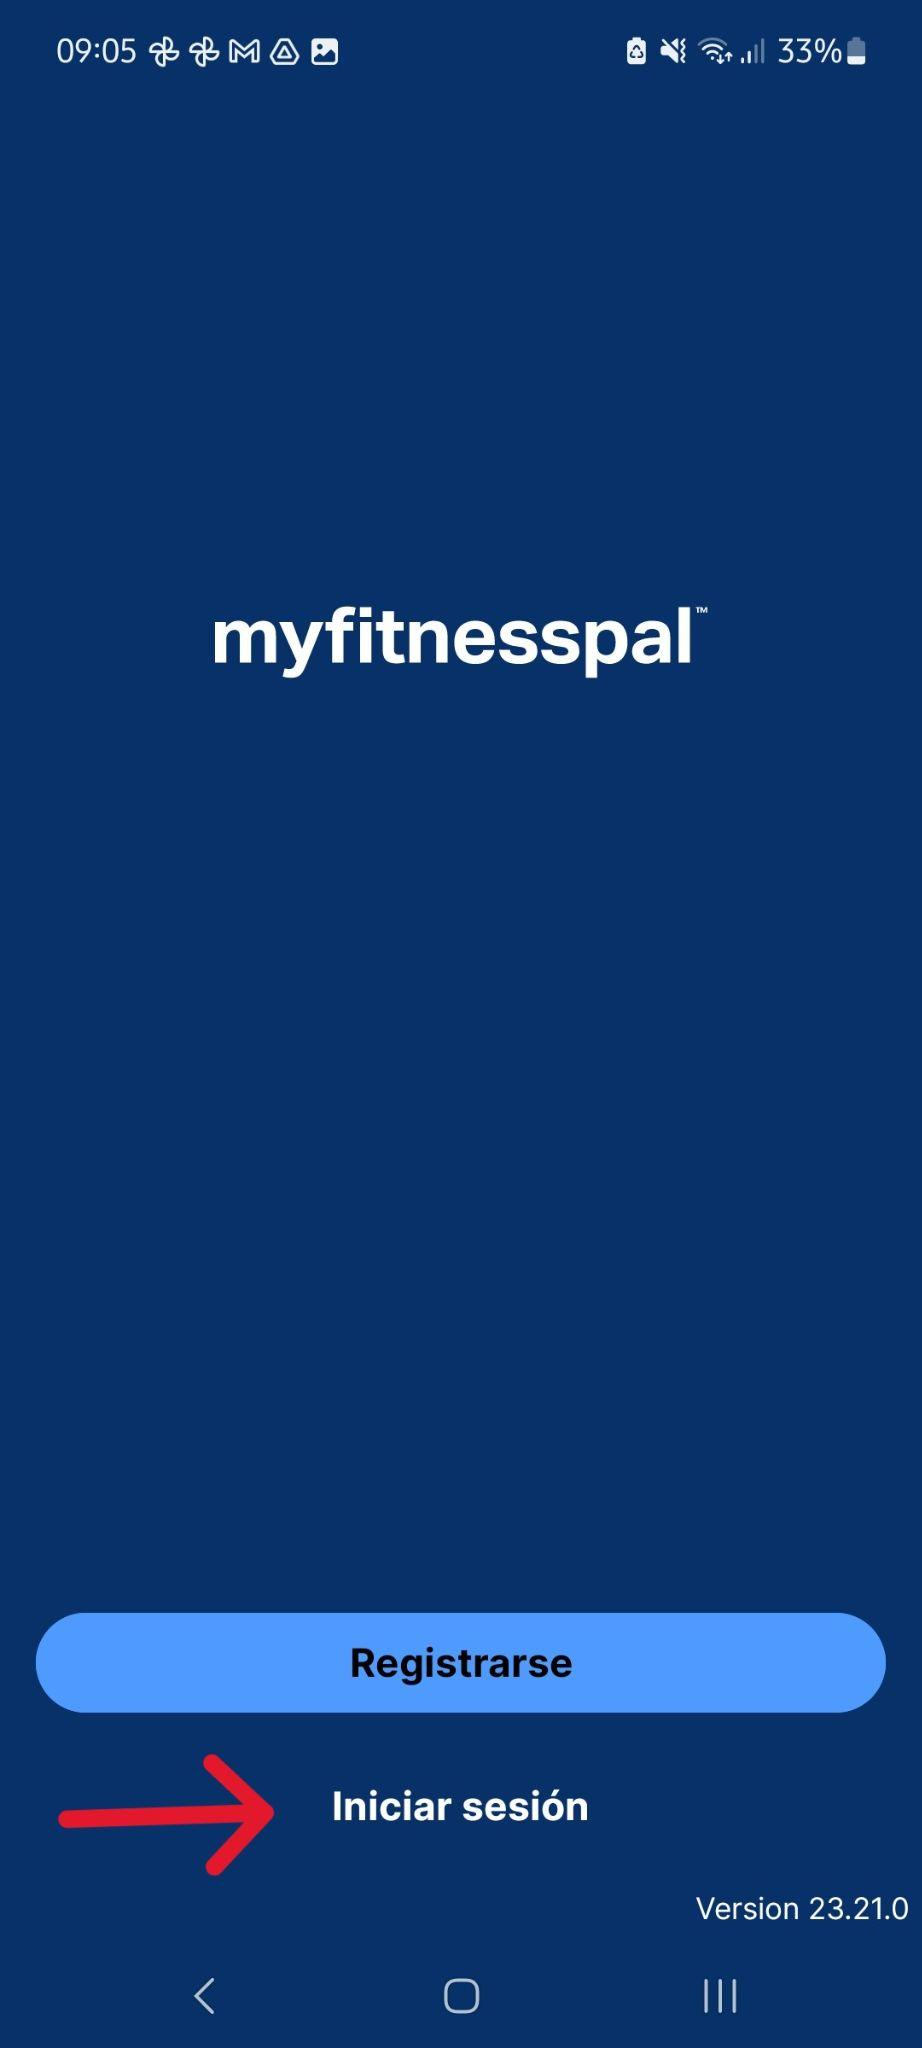 09:05 33%
myfitnesspal™
Registrarse
Iniciar sesión
Version 23.21.0